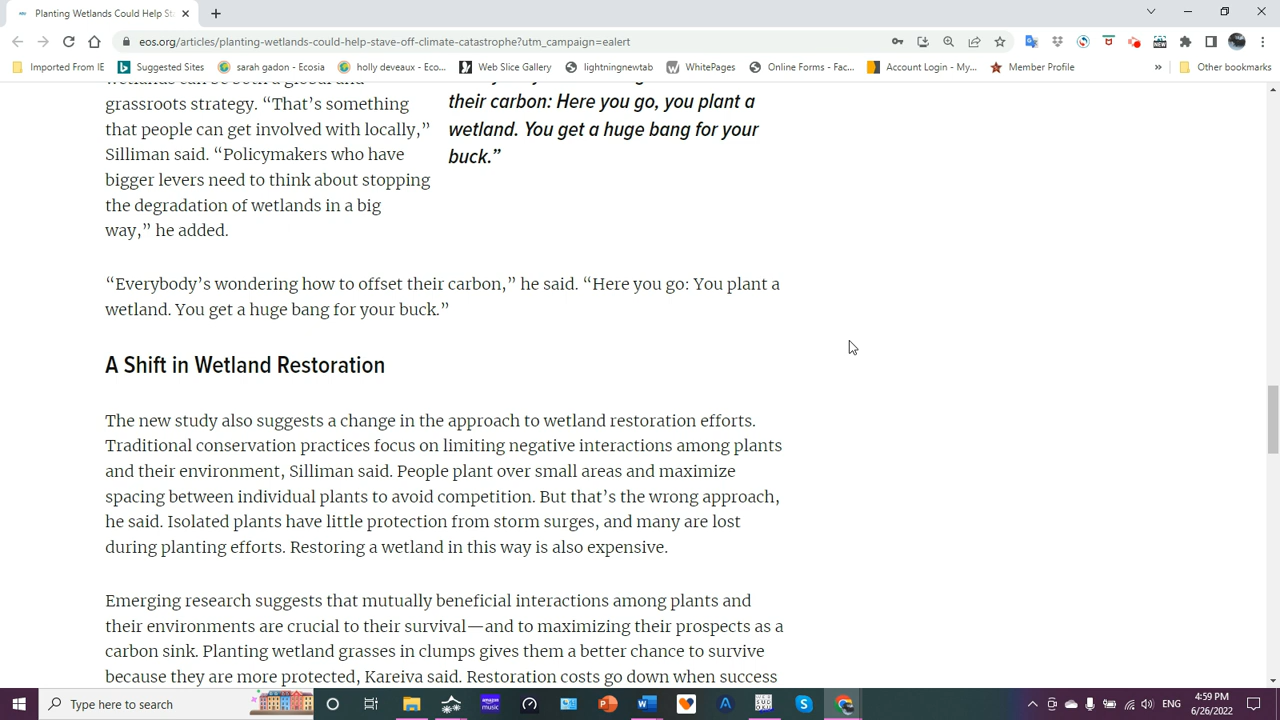 Planting Wetlands Could Help St
eos.org/articles/planting-wetlands-could-help-stave-off-climate-catastrophe?utm_campaign=ealert
Imported From IE
Suggested Sites
sarah gadon - Ecosia
holly deveaux - Eco...
Web Slice Gallery
lightningnewtab
WhitePages
Online Forms - Fac...
Account Login - My...
Member Profile
»
Other bookmarks
wetlands can be both a global and
grassroots strategy. “That’s something
that people can get involved with locally,”
Silliman said. “Policymakers who have
bigger levers need to think about stopping
the degradation of wetlands in a big
way,” he added.
their carbon: Here you go, you plant a
wetland. You get a huge bang for your
buck.”
“Everybody’s wondering how to offset their carbon,” he said. “Here you go: You plant a
wetland. You get a huge bang for your buck.”
A Shift in Wetland Restoration
The new study also suggests a change in the approach to wetland restoration efforts.
Traditional conservation practices focus on limiting negative interactions among plants
and their environment, Silliman said. People plant over small areas and maximize
spacing between individual plants to avoid competition. But that’s the wrong approach,
he said. Isolated plants have little protection from storm surges, and many are lost
during planting efforts. Restoring a wetland in this way is also expensive.
Emerging research suggests that mutually beneficial interactions among plants and
their environments are crucial to their survival—and to maximizing their prospects as a
carbon sink. Planting wetland grasses in clumps gives them a better chance to survive
because they are more protected, Kareiva said. Restoration costs go down when success
Type here to search
ENG
4:59 PM
6/26/2022